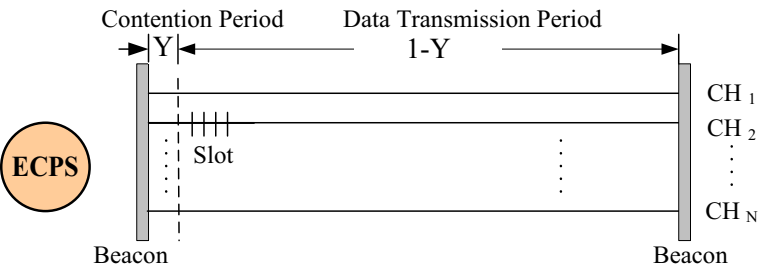 Contention Period Data Transmission Period
Y 1-Y
CH 1
CH 2
ECPS
Slot
CH N
Beacon Beacon